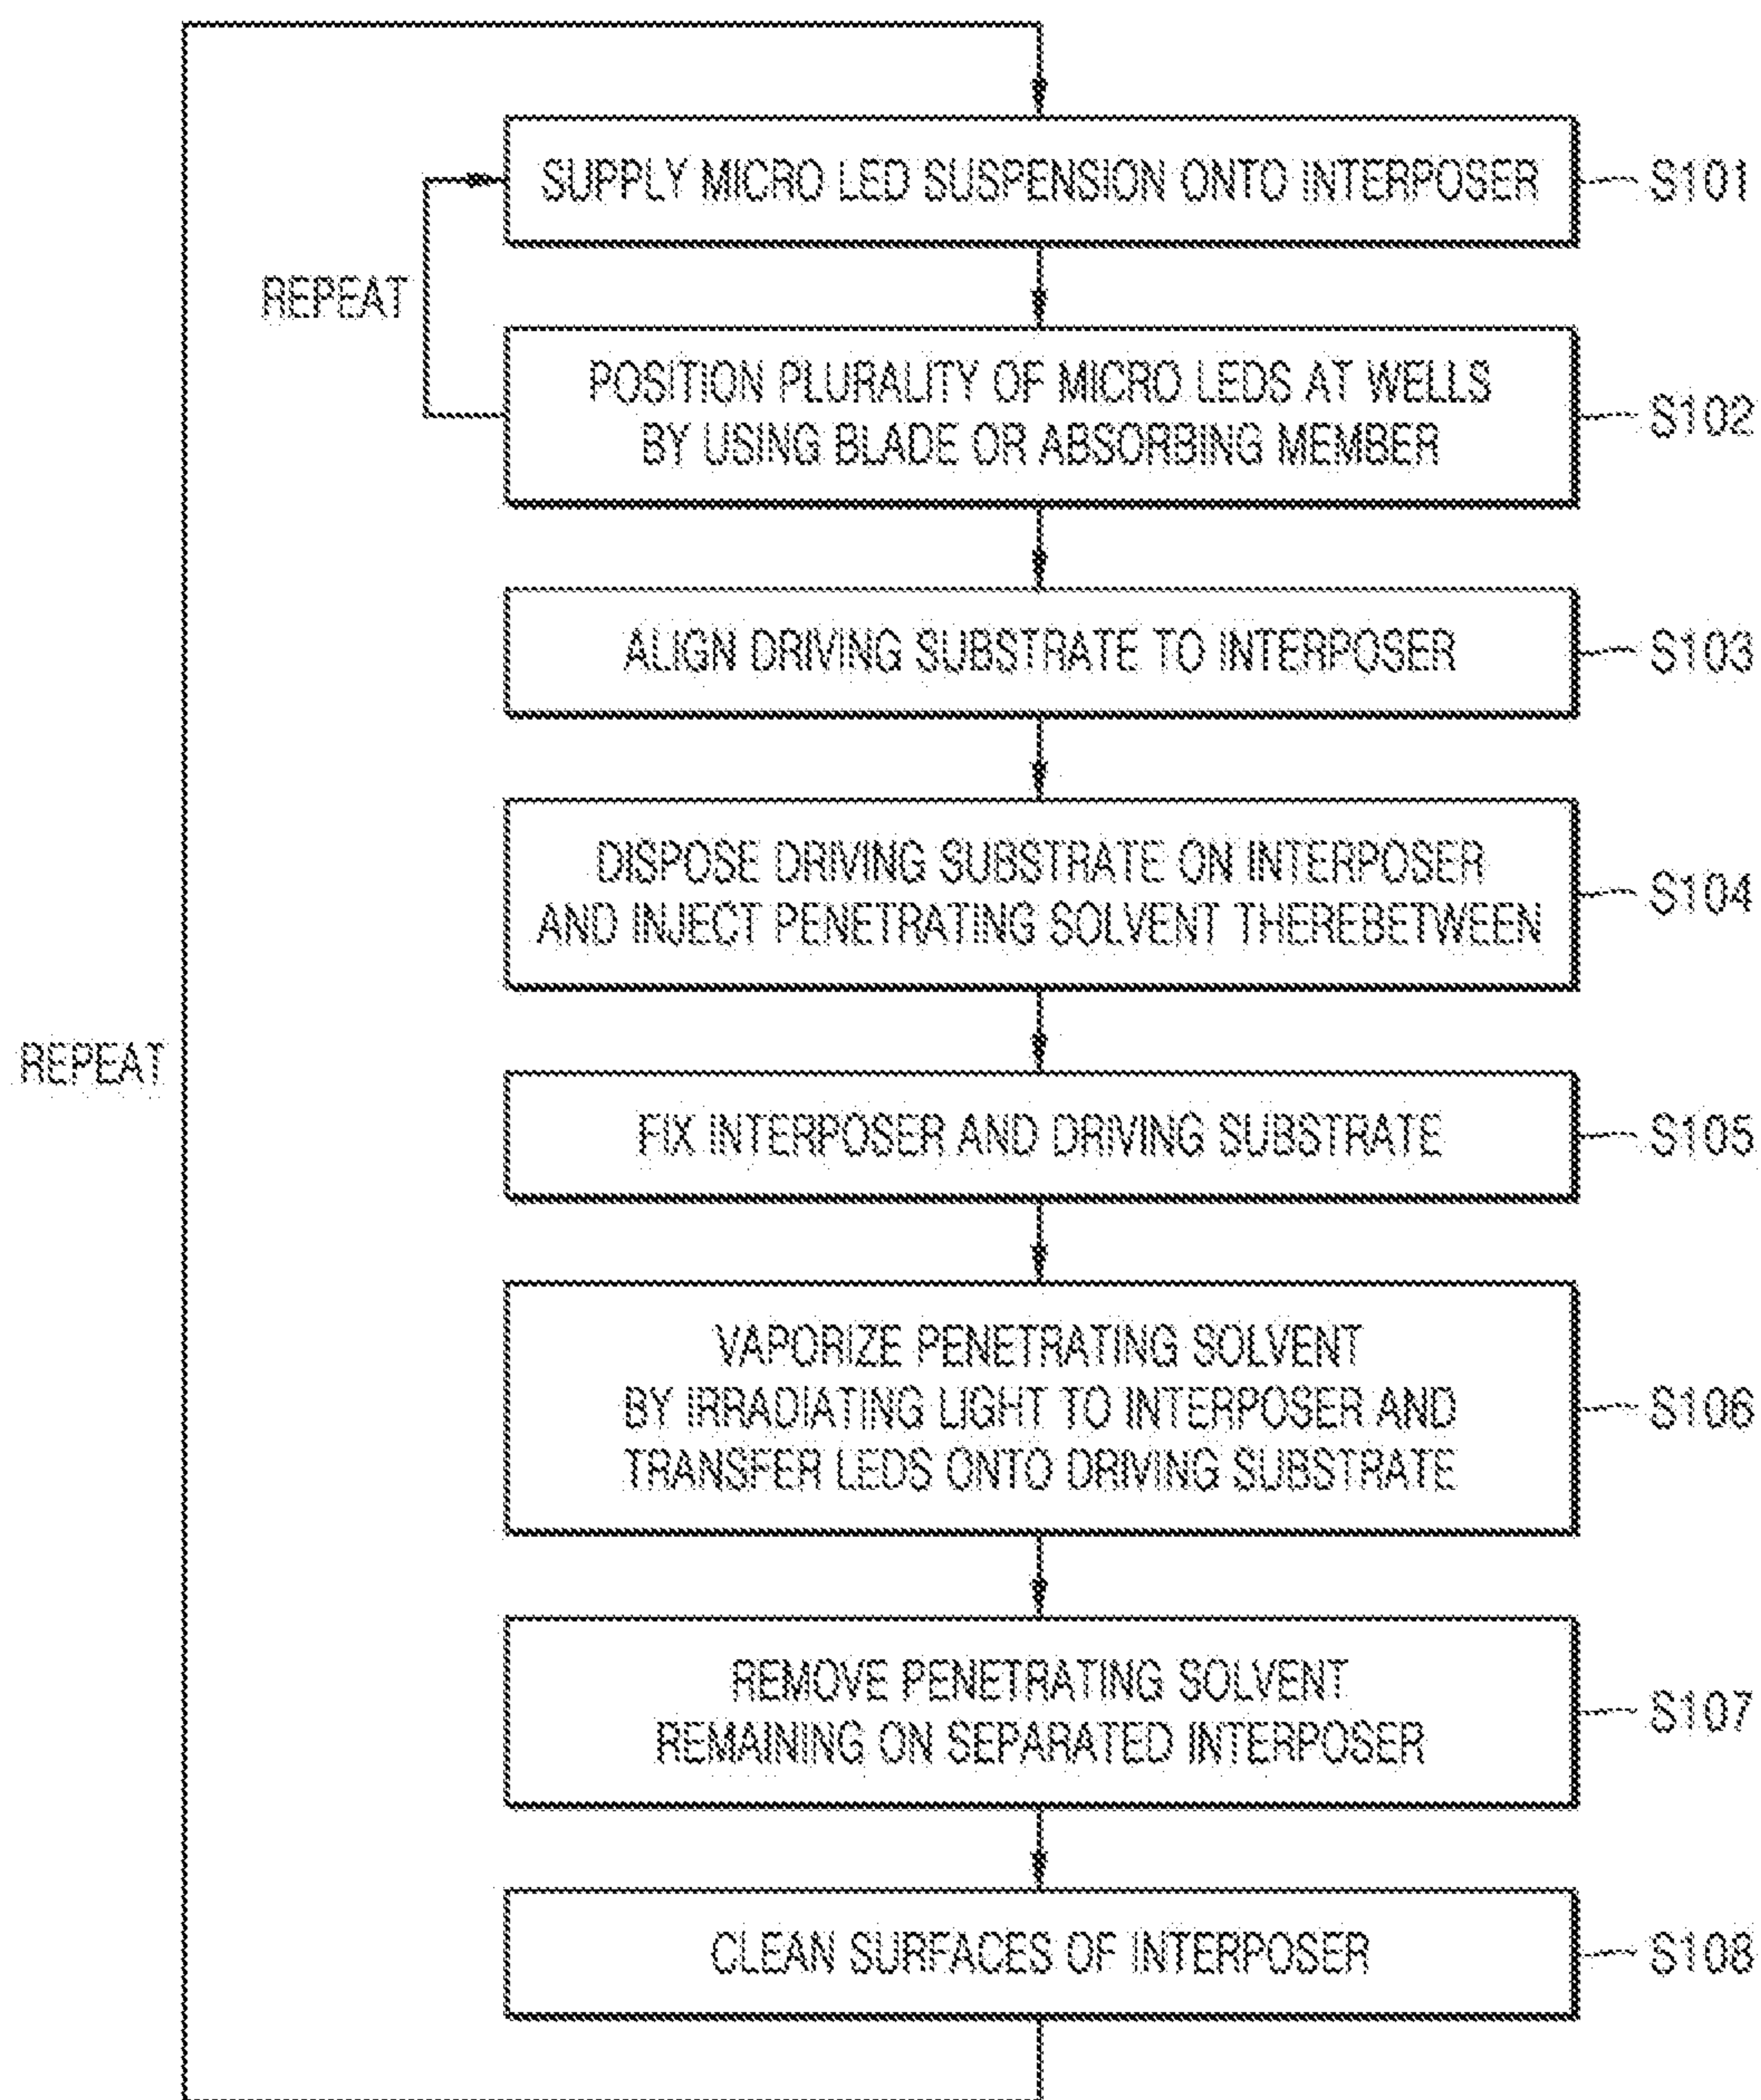 SUPPLY MICRO LED SUSPENSION ONTO INTERPOSER
S101
REPEAT
POSITION PLURALITY OF MICRO LEDS AT WELLS
BY USING BLADE OR ABSORBING MEMBER
S102
ALIGN DRIVING SUBSTRATE TO INTERPOSER
S103
DISPOSE DRIVING SUBSTRATE ON INTERPOSER
AND INJECT PENETRATING SOLVENT THEREBETWEEN
S104
REPEAT
FIX INTERPOSER AND DRIVING SUBSTRATE
S105
VAPORIZE PENETRATING SOLVENT
BY IRRADIATING LIGHT TO INTERPOSER AND
TRANSFER LEDS ONTO DRIVING SUBSTRATE
S106
REMOVE PENETRATING SOLVENT
REMAINING ON SEPARATED INTERPOSER
S107
CLEAN SURFACES OF INTERPOSER
S108